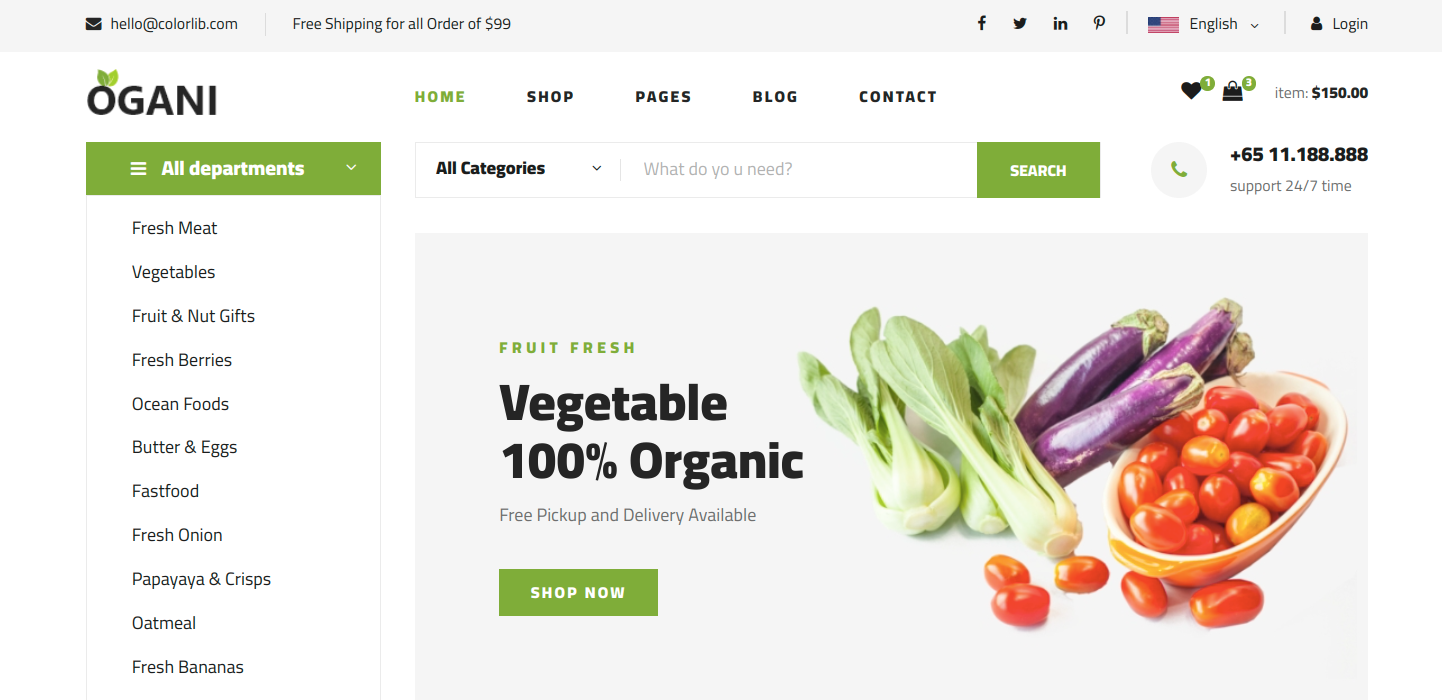 hello@colorlib.com
Free Shipping for all Order of $99
English
Login
OGANI
HOME
SHOP
PAGES
BLOG
CONTACT
1
3
item: $150.00
All departments
All Categories
What do yo u need?
SEARCH
+65 11.188.888
support 24/7 time
Fresh Meat
Vegetables
Fruit & Nut Gifts
Fresh Berries
Ocean Foods
Butter & Eggs
Fastfood
Fresh Onion
Papayaya & Crisps
Oatmeal
Fresh Bananas
FRUIT FRESH
Vegetable
100% Organic
Free Pickup and Delivery Available
SHOP NOW